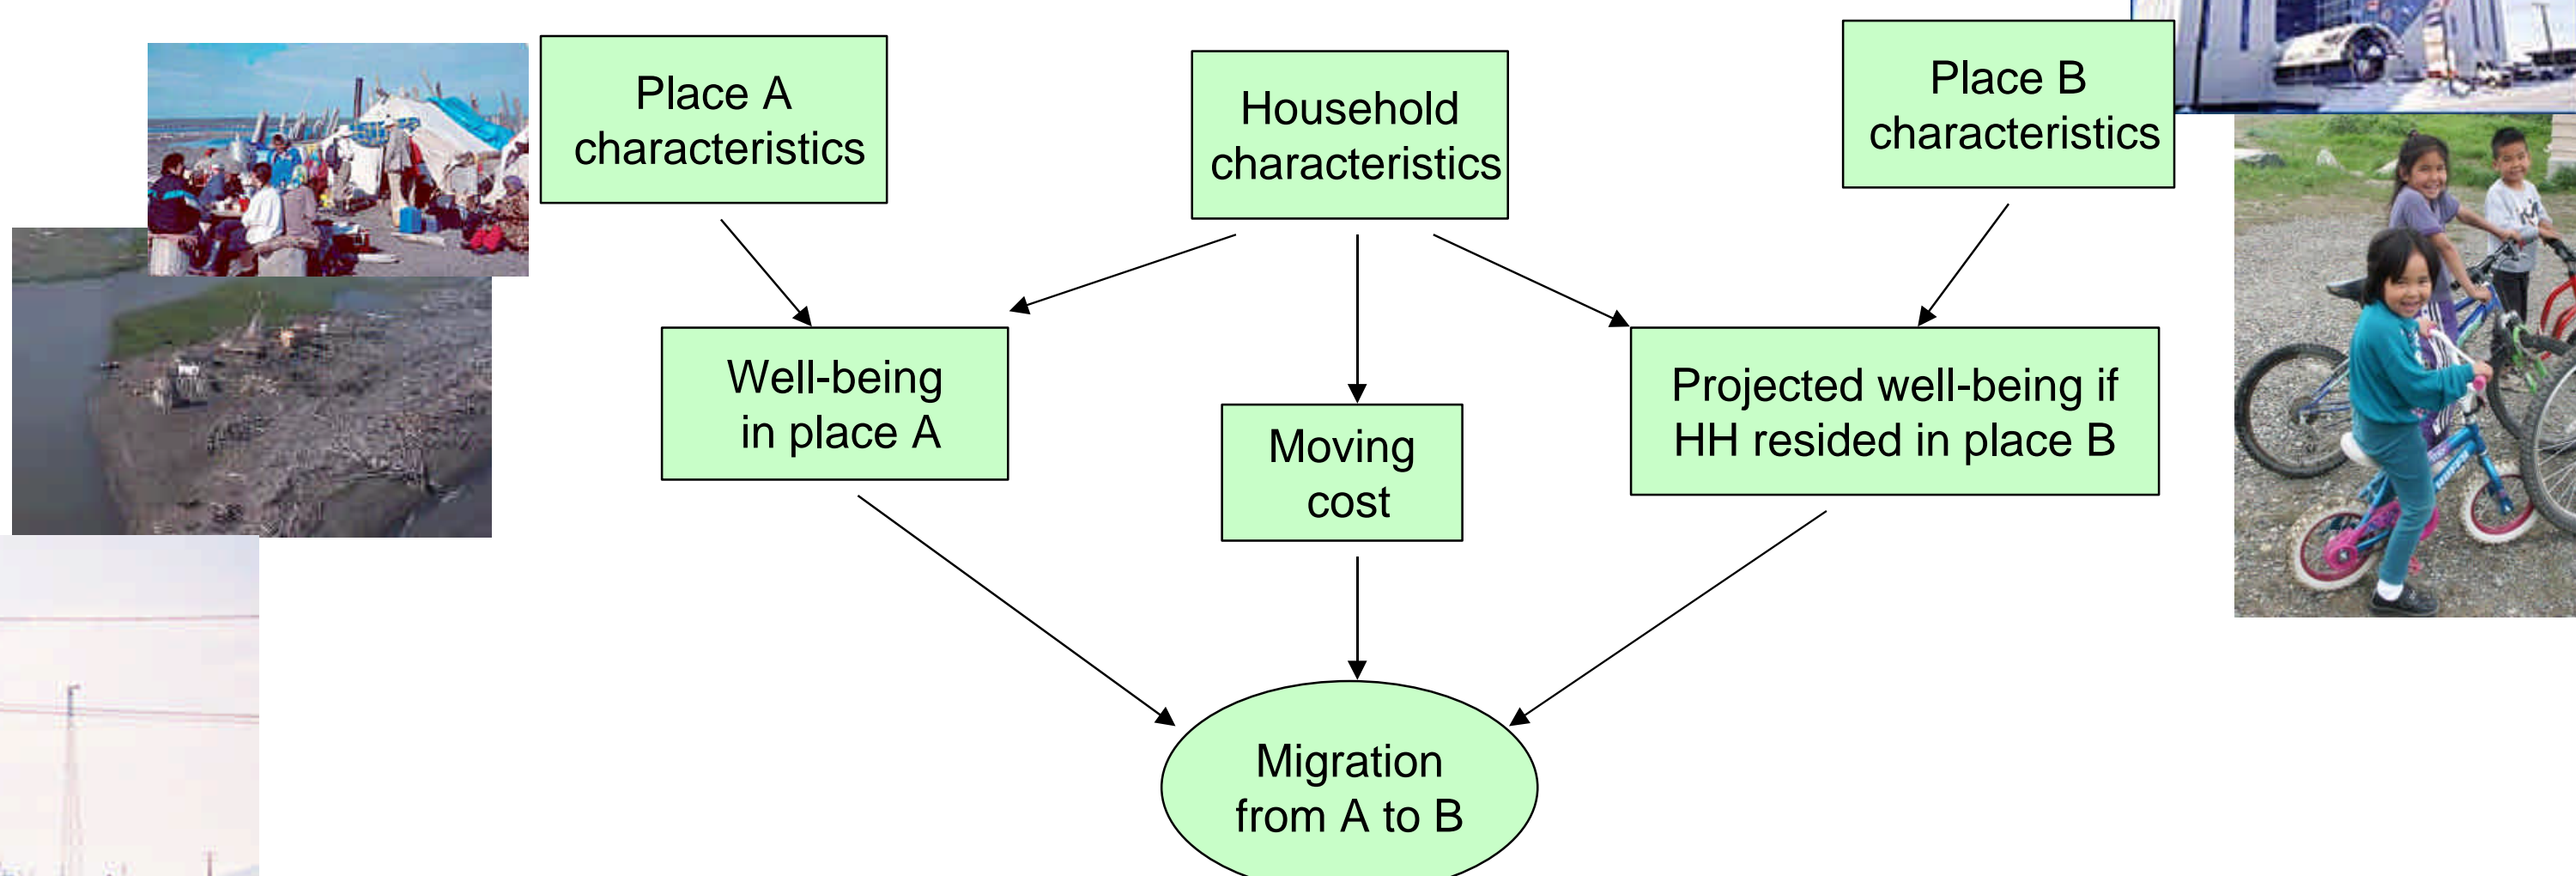 Place A
characteristics
Household
characteristics
Place B
characteristics
Well-being
in place A
Moving
cost
Projected well-being if
HH resided in place B
Migration
from A to B